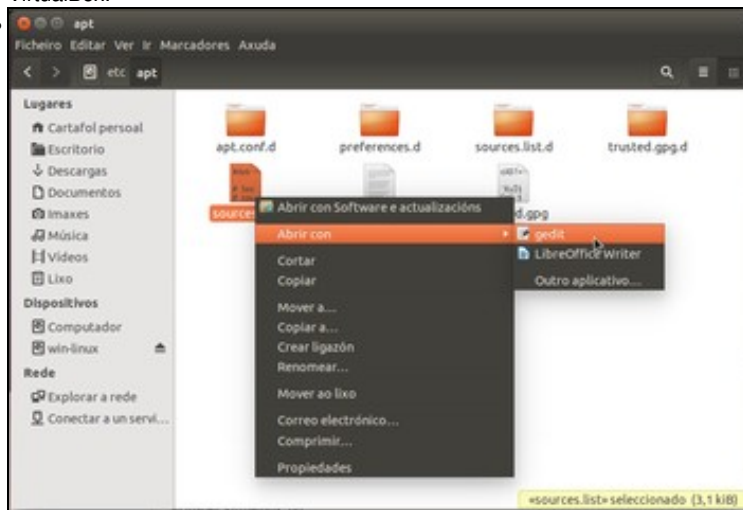 apt
Ficheiro Editar Ver Ir Marcadores Axuda
etc apt
Lugares
Cartafol persoal
Escritorio
Descargas
Documentos
Imaxes
Música
Vídeos
Lixo
Dispositivos
Computador
win-linux
Rede
Explorar a rede
Conectar a un servi...
apt.conf.d preferences.d sources.list.d trusted.gpg.d
sources
d.gpg
Abrir con Software e actualizacións
Abrir con
Cortar
Copiar
Mover a...
Copiar a...
Crear ligazón
Renomear...
Mover ao lixo
Correo electrónico...
Comprimir...
Propiedades
gedit
LibreOffice Writer
Outro aplicativo...
«sources.list» seleccionado (3,1 kiB)